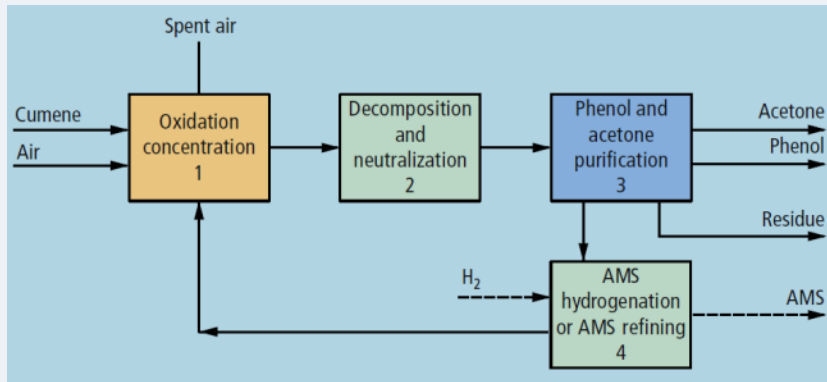 Spent air
Cumene
Air
Oxidation
concentration
1
Decomposition
and
neutralization
2
Phenol and
acetone
purification
3
Acetone
Phenol
Residue
H₂
AMS
hydrogenation
or AMS refining
4
AMS